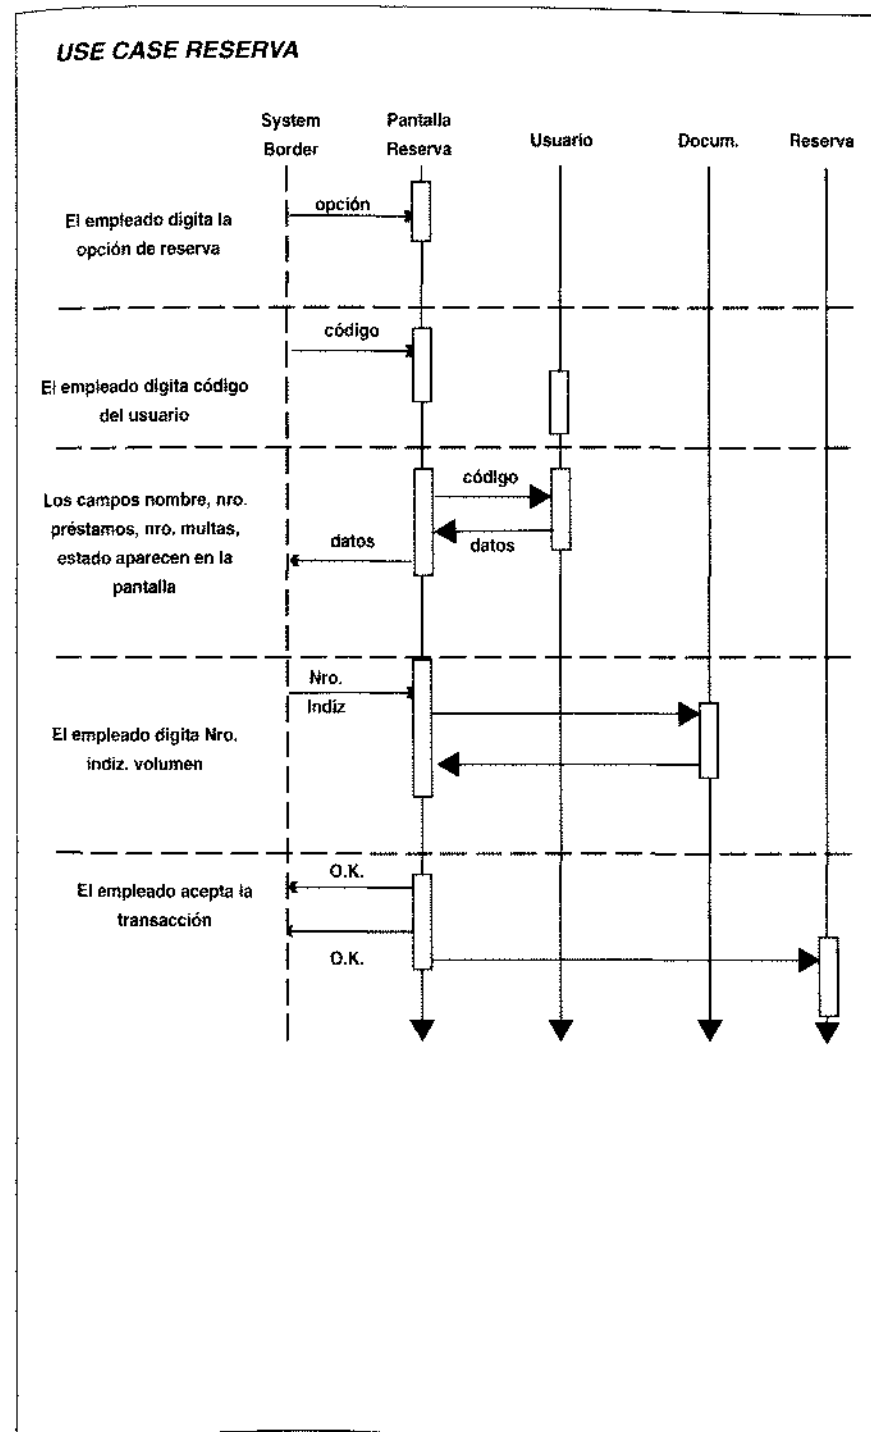 USE CASE RESERVA
System
Border
Pantalla
Reserva
Usuario
Docum.
Reserva
El empleado digita la
opción de reserva
opción
código
El empleado digita código
del usuario
Los campos nombre, nro.
préstamos, nro. multas,
estado aparecen en la
pantalla
código
datos
datos
Nro.
Indiz
El empleado digita Nro.
indiz. volumen
O.K.
El empleado acepta la
transacción
O.K.